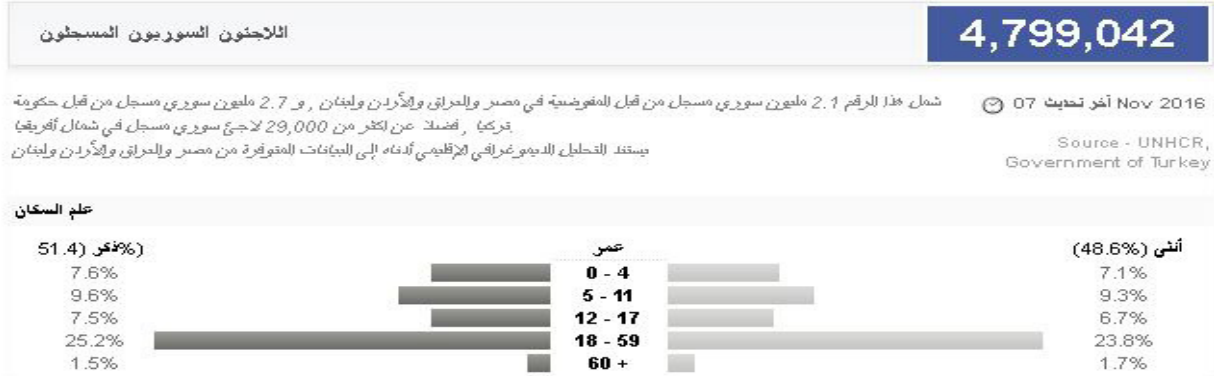 اللاجئون السوريون المسجلون
4,799,042
شمل هذا الرقم 2.1 مليون سوري مسجل من قبل المفوضية في مصر والعراق والأردن ولبنان , و 2.7 مليون سوري مسجل من قبل حكومة
تركيا , فضلا عن اكثر من 29,000 لاجئ سوري مسجل في شمال أفريقيا
يستند التحليل الديموغرافي الإقليمي أدناه إلى البيانات المتوفرة من مصر والعراق والأردن ولبنان
آخر تحديث 07 Nov 2016
Source - UNHCR,
Government of Turkey
علم السكان
ذكر (51.4%) عمر أنثى (48.6%)
7.6% 0 - 4 7.1%
9.6% 5 - 11 9.3%
7.5% 12 - 17 6.7%
25.2% 18 - 59 23.8%
1.5% 60 + 1.7%